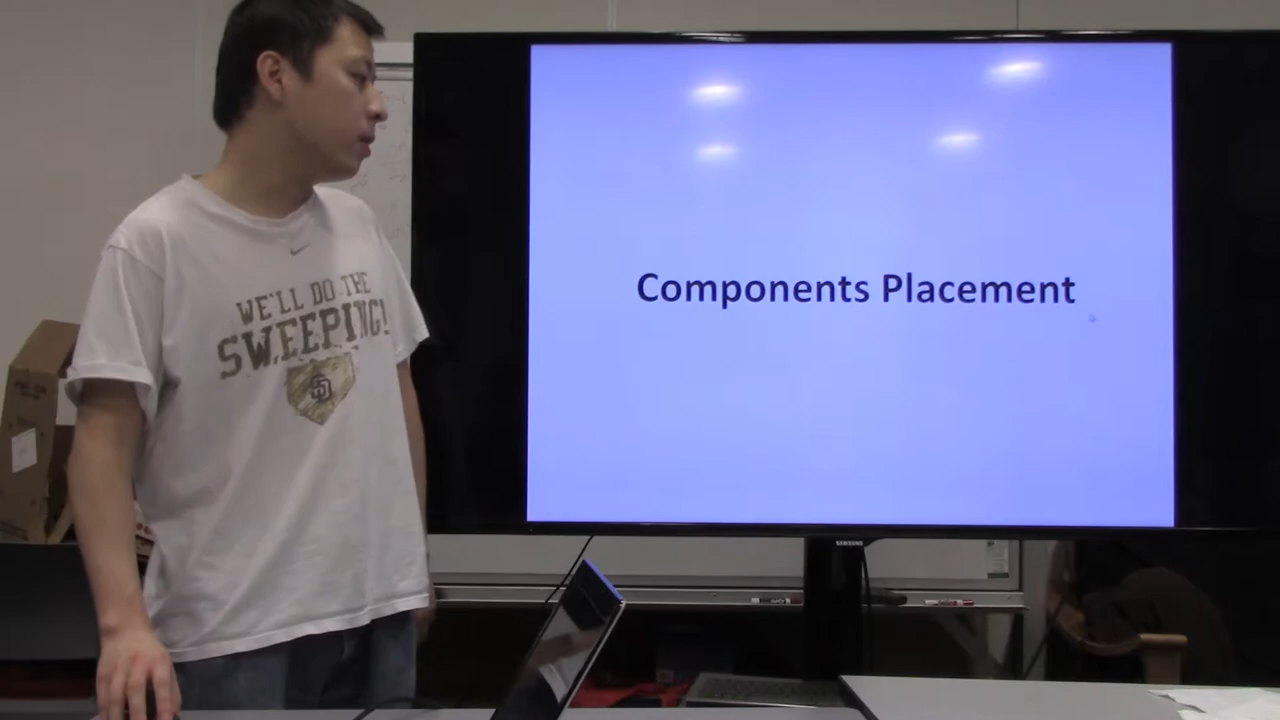 WE'LL DO THE
SWEEPING!
SD
Components Placement
SAMSUNG